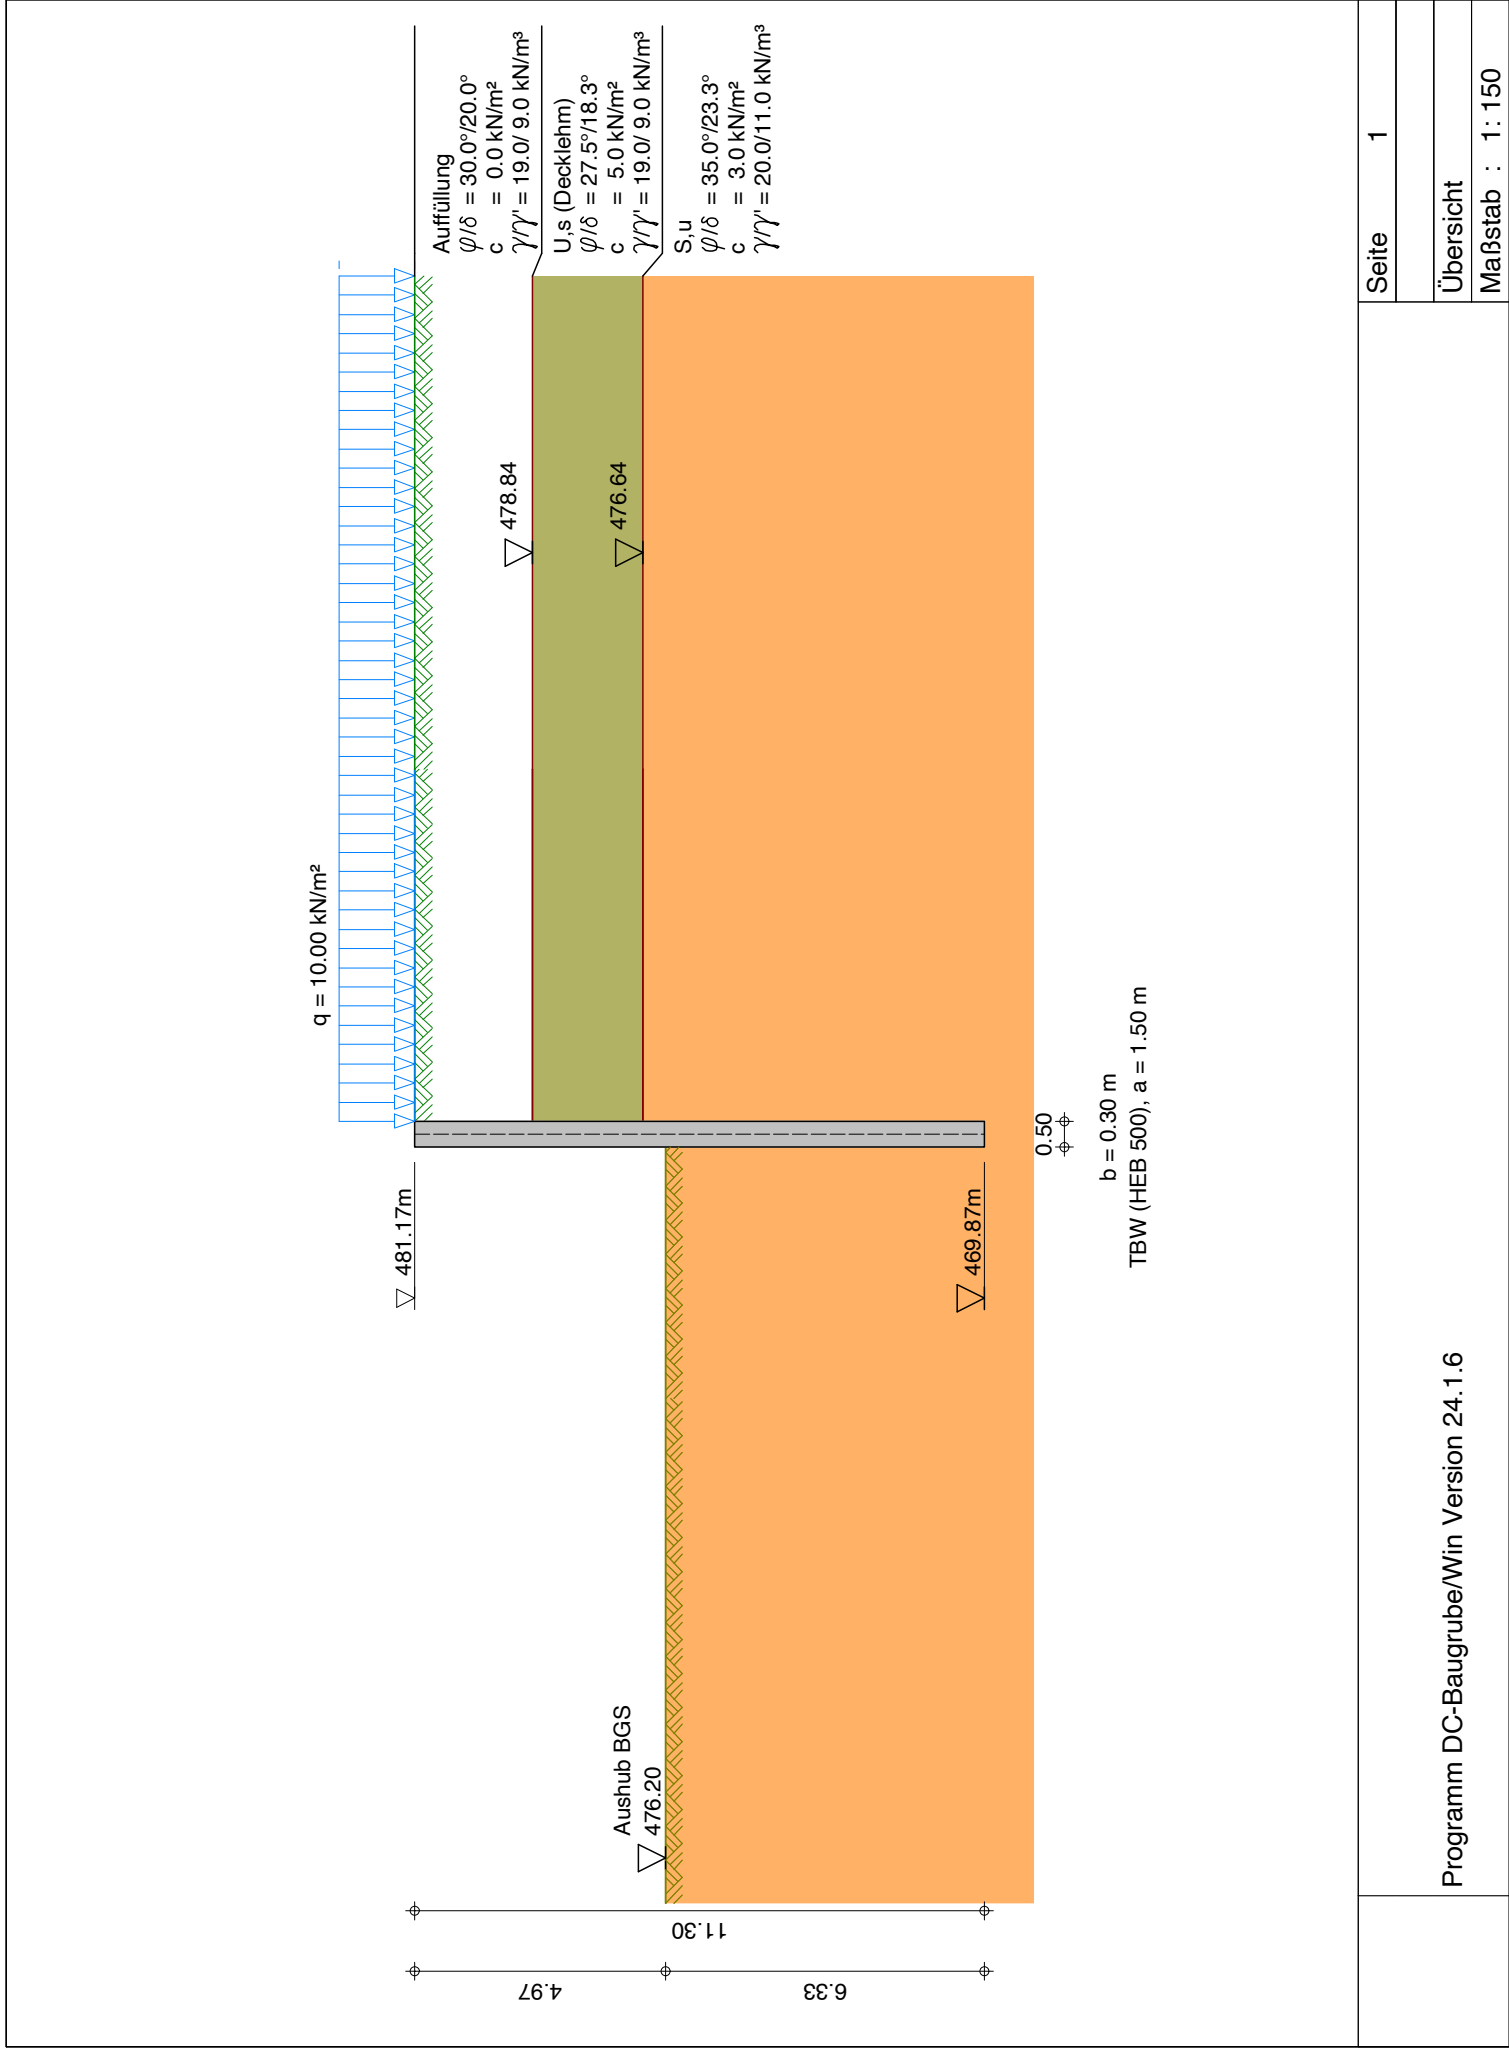 q = 10.00 kN/m²
481.17m
Auffüllung
φ/δ = 30.0°/20.0°
c = 0.0 kN/m²
γ/γ' = 19.0/ 9.0 kN/m³
478.84
U,s (Decklehm)
φ/δ = 27.5°/18.3°
c = 5.0 kN/m²
γ/γ' = 19.0/ 9.0 kN/m³
476.64
S,u
φ/δ = 35.0°/23.3°
c = 3.0 kN/m²
γ/γ' = 20.0/11.0 kN/m³
Aushub BGS
476.20
4.97
11.30
6.33
469.87m
0.50
b = 0.30 m
TBW (HEB 500), a = 1.50 m
Programm DC-Baugrube/Win Version 24.1.6
Seite 1
Übersicht
Maßstab : 1: 150